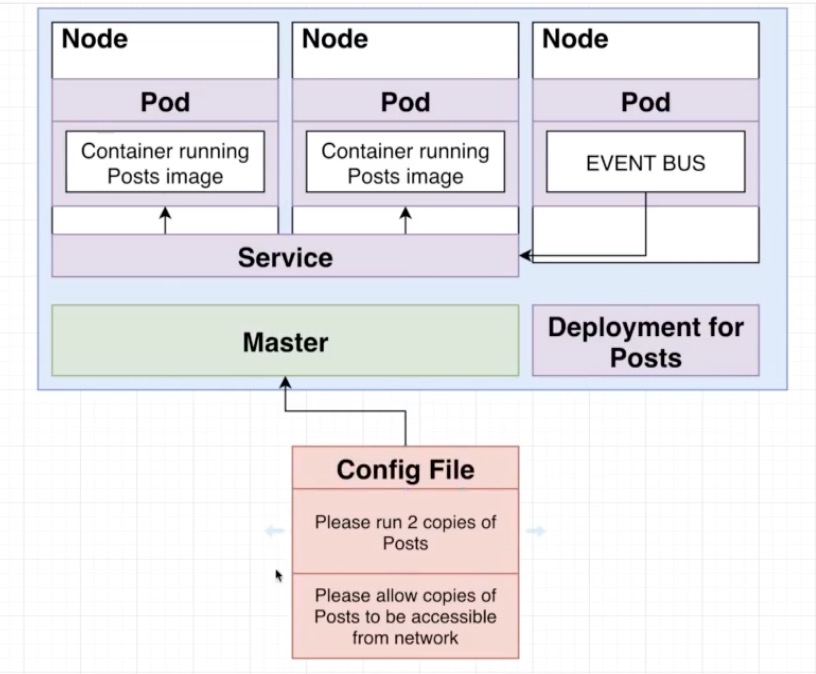 Node
Node
Node
Pod
Pod
Pod
Container running
Posts image
Container running
Posts image
EVENT BUS
Service
Master
Deployment for
Posts
Config File
Please run 2 copies of
Posts
Please allow copies of
Posts to be accessible
from network